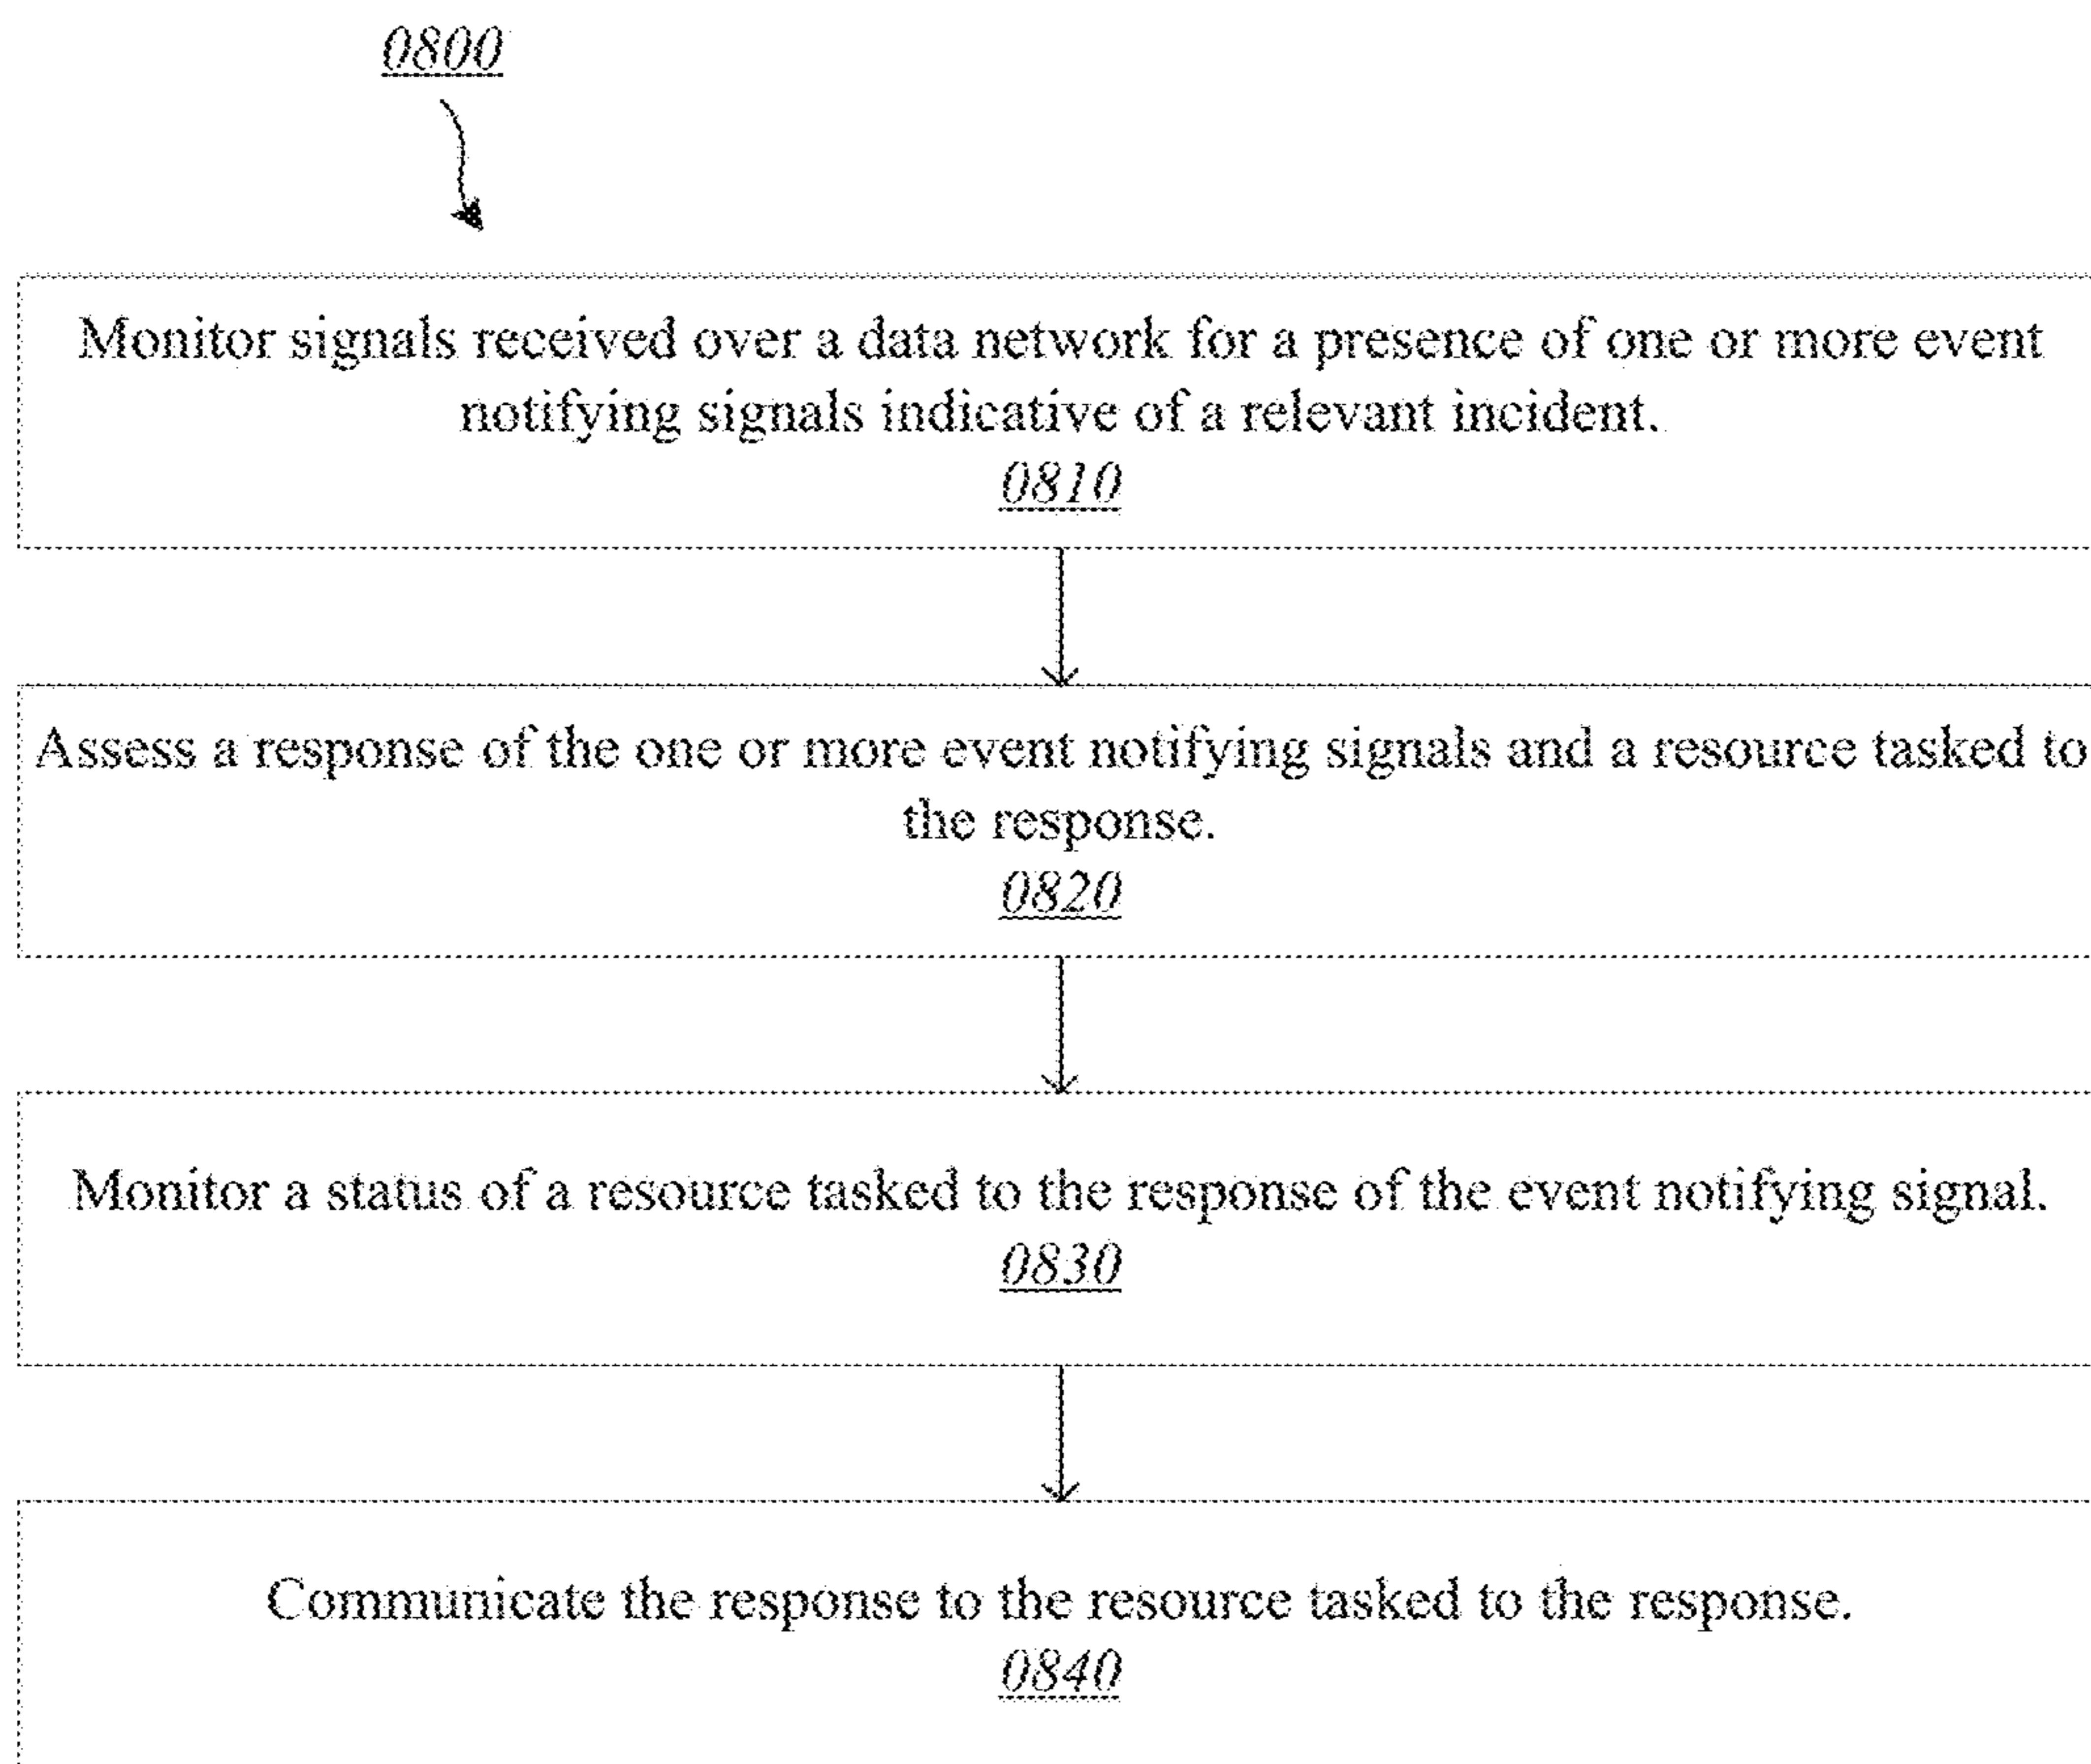 0800
Monitor signals received over a data network for a presence of one or more event
notifying signals indicative of a relevant incident.
0810
Assess a response of the one or more event notifying signals and a resource tasked to
the response.
0820
Monitor a status of a resource tasked to the response of the event notifying signal.
0830
Communicate the response to the resource tasked to the response.
0840